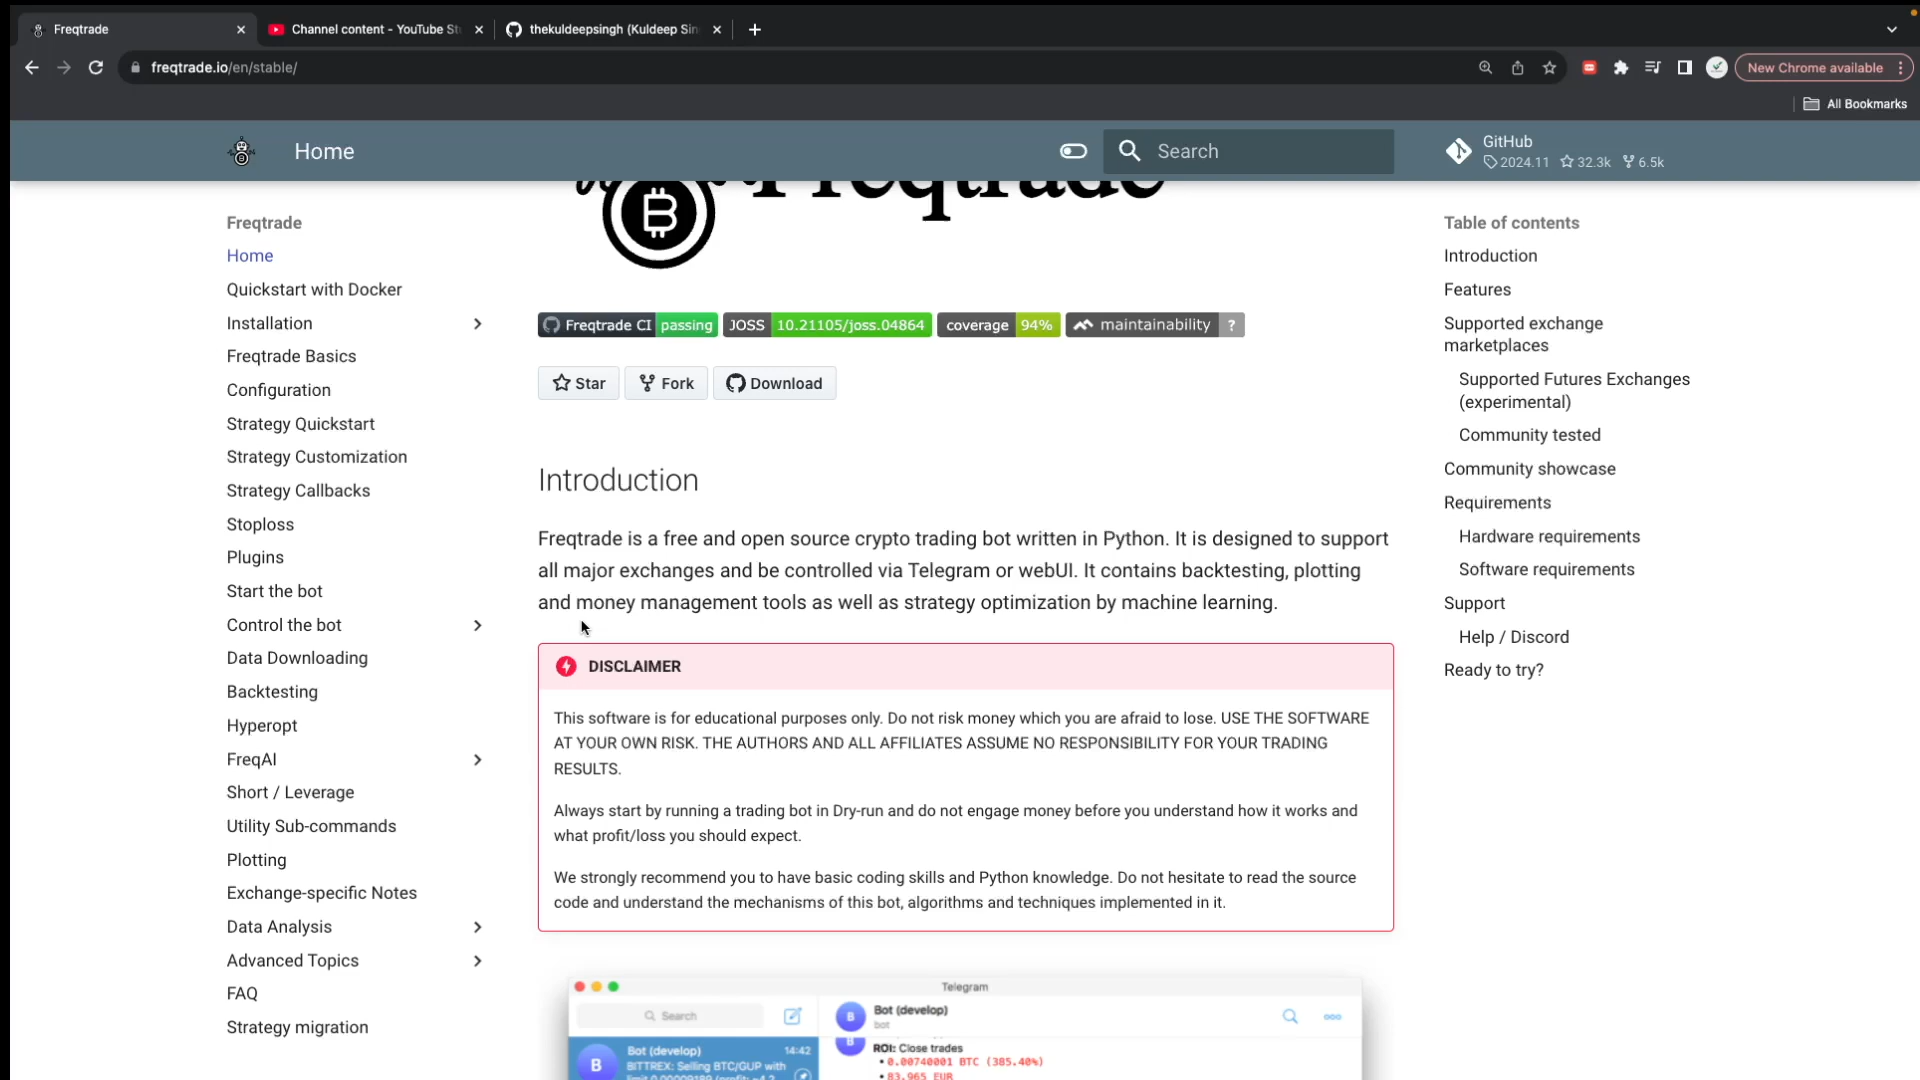 Freqtrade
Channel content - YouTube St
thekuldeepsingh (Kuldeep Sin
freqtrade.io/en/stable/
New Chrome available
All Bookmarks
Home
Search
GitHub
2024.11 32.3k 6.5k
Freqtrade
Freqtrade
Home
Quickstart with Docker
Installation
Freqtrade Basics
Configuration
Strategy Quickstart
Strategy Customization
Strategy Callbacks
Stoploss
Plugins
Start the bot
Control the bot
Data Downloading
Backtesting
Hyperopt
FreqAI
Short / Leverage
Utility Sub-commands
Plotting
Exchange-specific Notes
Data Analysis
Advanced Topics
FAQ
Strategy migration
Freqtrade CI passing JOSS 10.21105/joss.04864 coverage 94% maintainability ?
Star Fork Download
Introduction
Freqtrade is a free and open source crypto trading bot written in Python. It is designed to support
all major exchanges and be controlled via Telegram or webUI. It contains backtesting, plotting
and money management tools as well as strategy optimization by machine learning.
DISCLAIMER
This software is for educational purposes only. Do not risk money which you are afraid to lose. USE THE SOFTWARE
AT YOUR OWN RISK. THE AUTHORS AND ALL AFFILIATES ASSUME NO RESPONSIBILITY FOR YOUR TRADING
RESULTS.
Always start by running a trading bot in Dry-run and do not engage money before you understand how it works and
what profit/loss you should expect.
We strongly recommend you to have basic coding skills and Python knowledge. Do not hesitate to read the source
code and understand the mechanisms of this bot, algorithms and techniques implemented in it.
Telegram
Search
Bot (develop)
bot
Bot (develop) 14:42
BITTREX: Selling BTC/GUP with
limit 0.00009189 (profit: ~4.2
ROI: Close trades
• 0.00740001 BTC (385.40%)
• 83.965 EUR
Table of contents
Introduction
Features
Supported exchange
marketplaces
Supported Futures Exchanges
(experimental)
Community tested
Community showcase
Requirements
Hardware requirements
Software requirements
Support
Help / Discord
Ready to try?